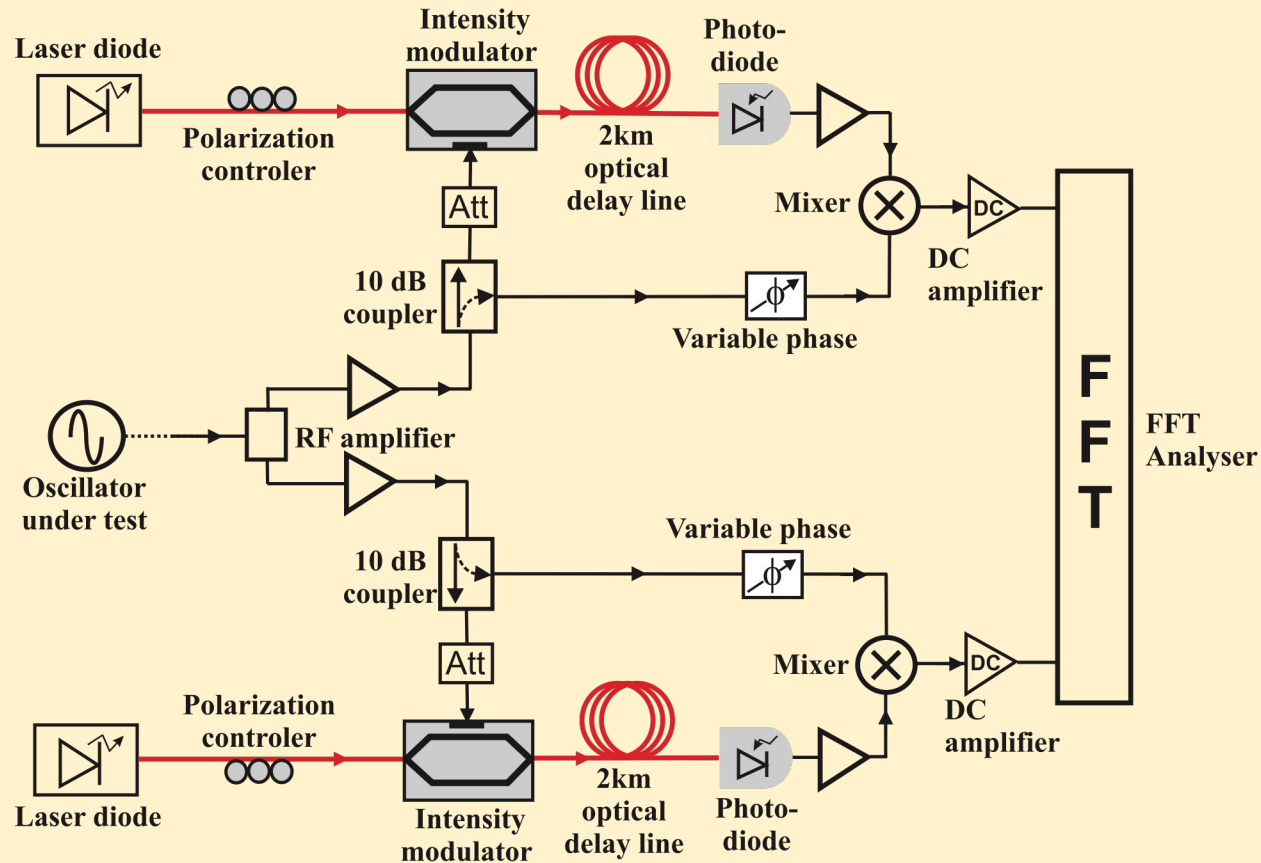 Laser diode
Polarization
controler
Intensity
modulator
2km
optical
delay line
Photo-
diode
Att
10 dB
coupler
Mixer
DC
DC
amplifier
ϕ
Variable phase
RF amplifier
Oscillator
under test
F
F
T
FFT
Analyser
10 dB
coupler
Variable phase
ϕ
Att
Mixer
DC
DC
amplifier
Polarization
controler
Laser diode
Intensity
modulator
2km
optical
delay line
Photo-
diode